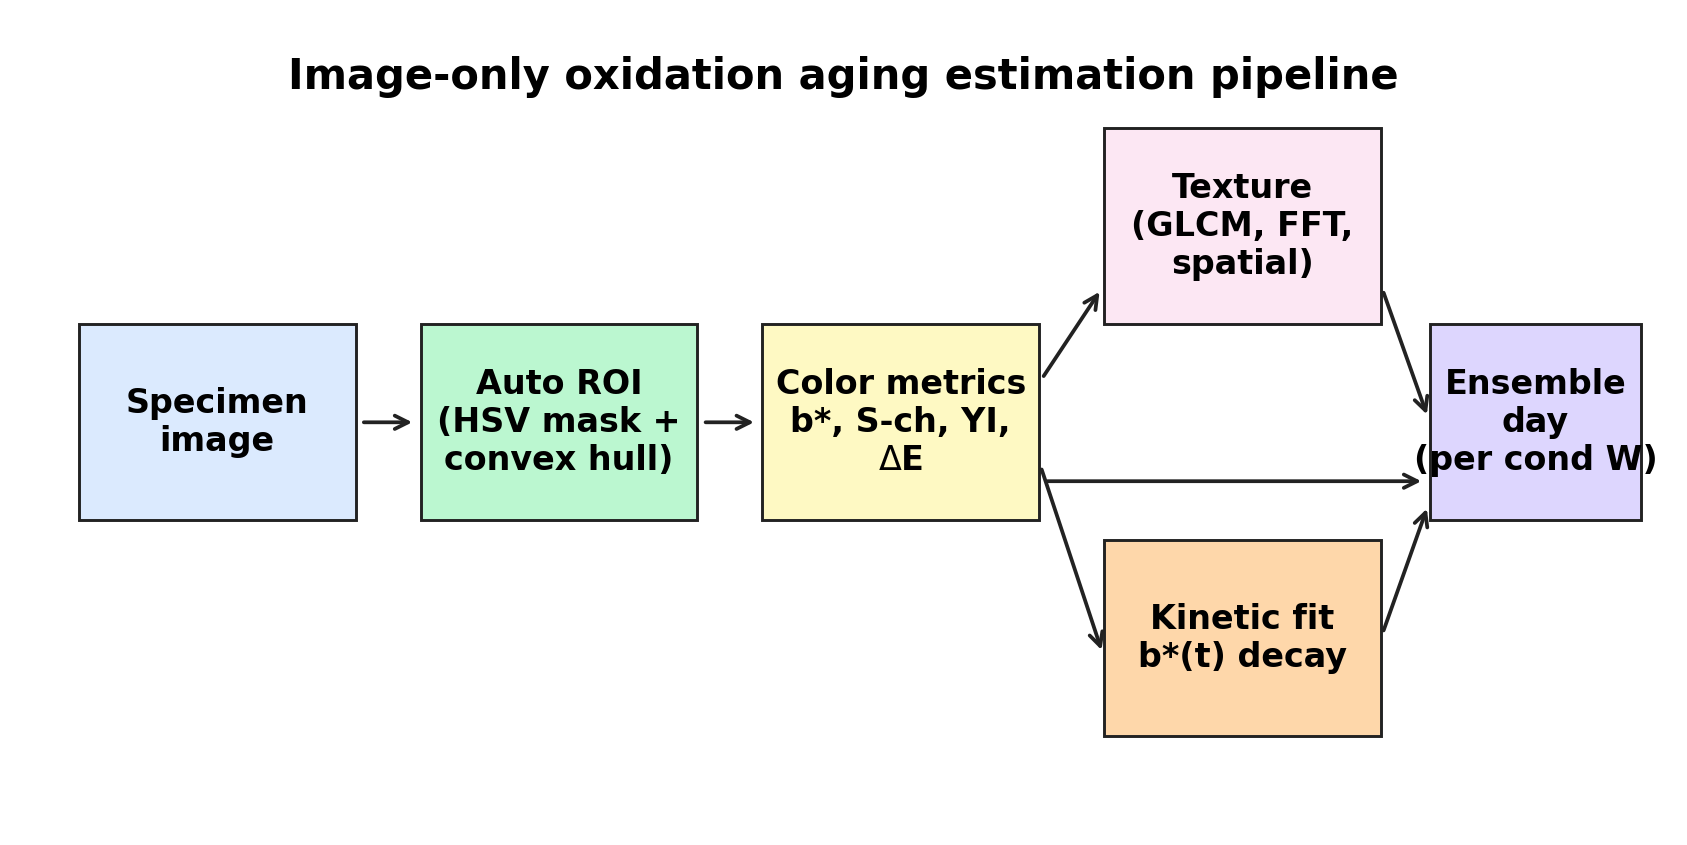 Image-only oxidation aging estimation pipeline
Specimen
image
Auto ROI
(HSV mask +
convex hull)
Color metrics
b*, S-ch, YI,
ΔE
Texture
(GLCM, FFT,
spatial)
Kinetic fit
b*(t) decay
Ensemble
day
(per cond W)